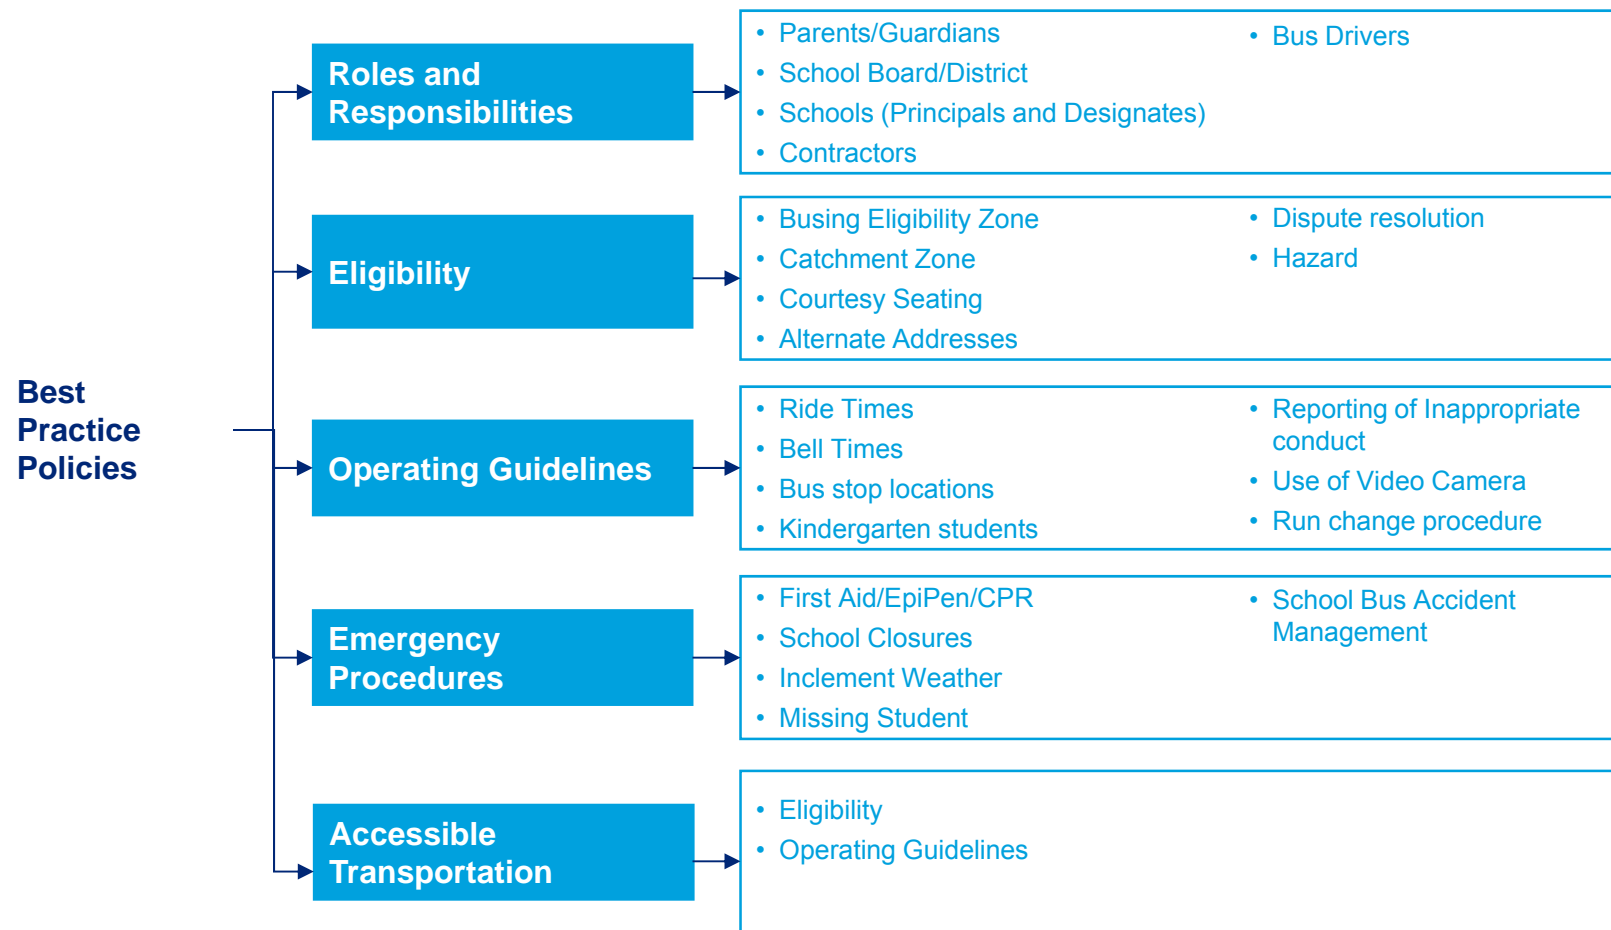 Best
Practice
Policies
Roles and
Responsibilities
• Parents/Guardians
• School Board/District
• Schools (Principals and Designates)
• Contractors
• Bus Drivers
Eligibility
• Busing Eligibility Zone
• Catchment Zone
• Courtesy Seating
• Alternate Addresses
• Dispute resolution
• Hazard
Operating Guidelines
• Ride Times
• Bell Times
• Bus stop locations
• Kindergarten students
• Reporting of Inappropriate
conduct
• Use of Video Camera
• Run change procedure
Emergency
Procedures
• First Aid/EpiPen/CPR
• School Closures
• Inclement Weather
• Missing Student
• School Bus Accident
Management
Accessible
Transportation
• Eligibility
• Operating Guidelines